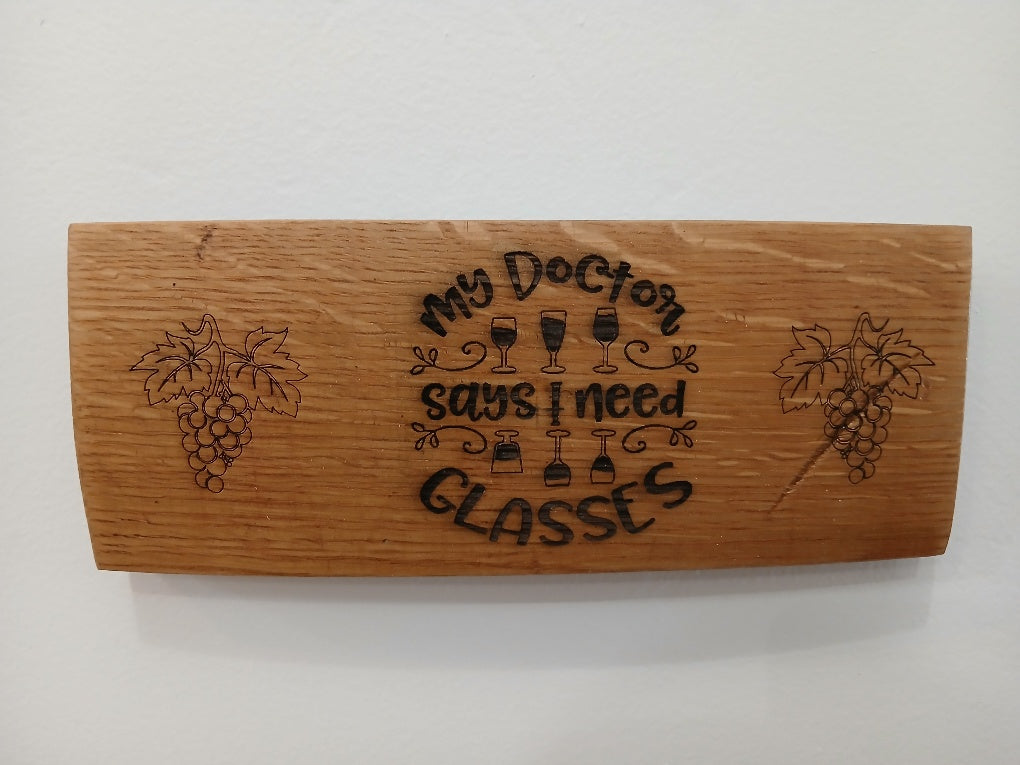 My Doctor
says I need
GLASSES